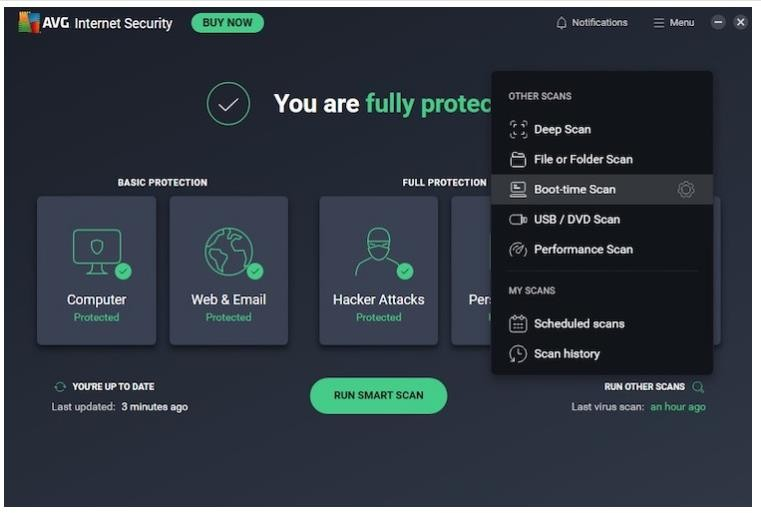 AVG Internet Security BUY NOW Notifications Menu
You are fully protec
OTHER SCANS
Deep Scan
File or Folder Scan
Boot-time Scan
USB / DVD Scan
Performance Scan
MY SCANS
Scheduled scans
Scan history
BASIC PROTECTION
FULL PROTECTION
Computer
Protected
Web & Email
Protected
Hacker Attacks
Protected
Pers
YOU'RE UP TO DATE
Last updated: 3 minutes ago
RUN SMART SCAN
RUN OTHER SCANS
Last virus scan: an hour ago